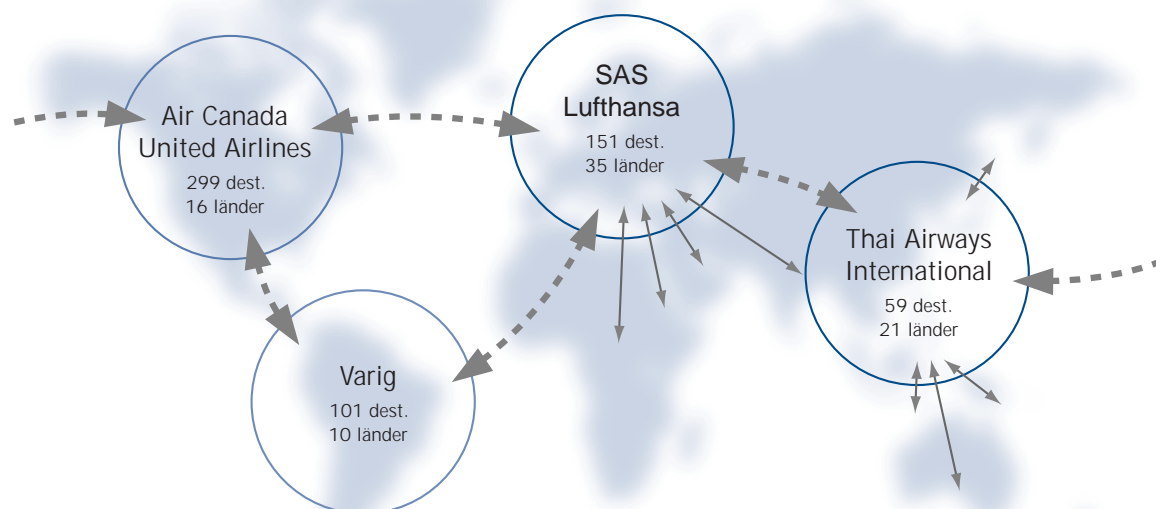 Air Canada
United Airlines
299 dest.
16 länder
SAS
Lufthansa
151 dest.
35 länder
Thai Airways
International
59 dest.
21 länder
Varig
101 dest.
10 länder